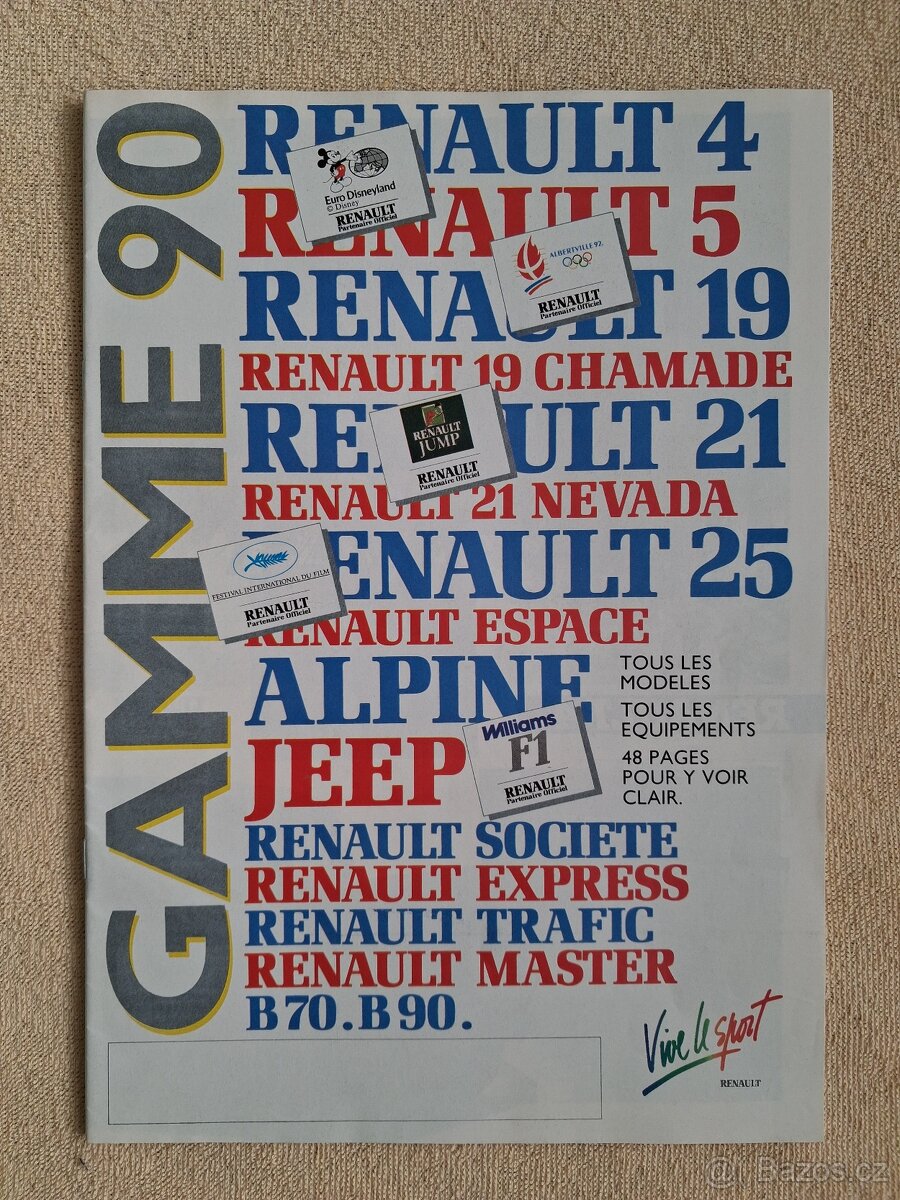 GAMME 90
RENAULT 4
Euro Disneyland
© Disney
RENAULT
Partenaire Officiel
RENAULT 5
ALBERTVILLE 92.
RENAULT
Partenaire Officiel
RENAULT 19
RENAULT 19 CHAMADE
RENAULT 21
RENAULT
JUMP
RENAULT
Partenaire Officiel
RENAULT 21 NEVADA
RENAULT 25
FESTIVAL INTERNATIONAL DU FILM
RENAULT
Partenaire Officiel
RENAULT ESPACE
ALPINE
TOUS LES
MODELES
TOUS LES
EQUIPEMENTS
48 PAGES
POUR Y VOIR
CLAIR.
JEEP
Williams
F1
RENAULT
Partenaire Officiel
RENAULT SOCIETE
RENAULT EXPRESS
RENAULT TRAFIC
RENAULT MASTER
B 70. B 90.
Vive le sport
RENAULT
@ Bazos.cz